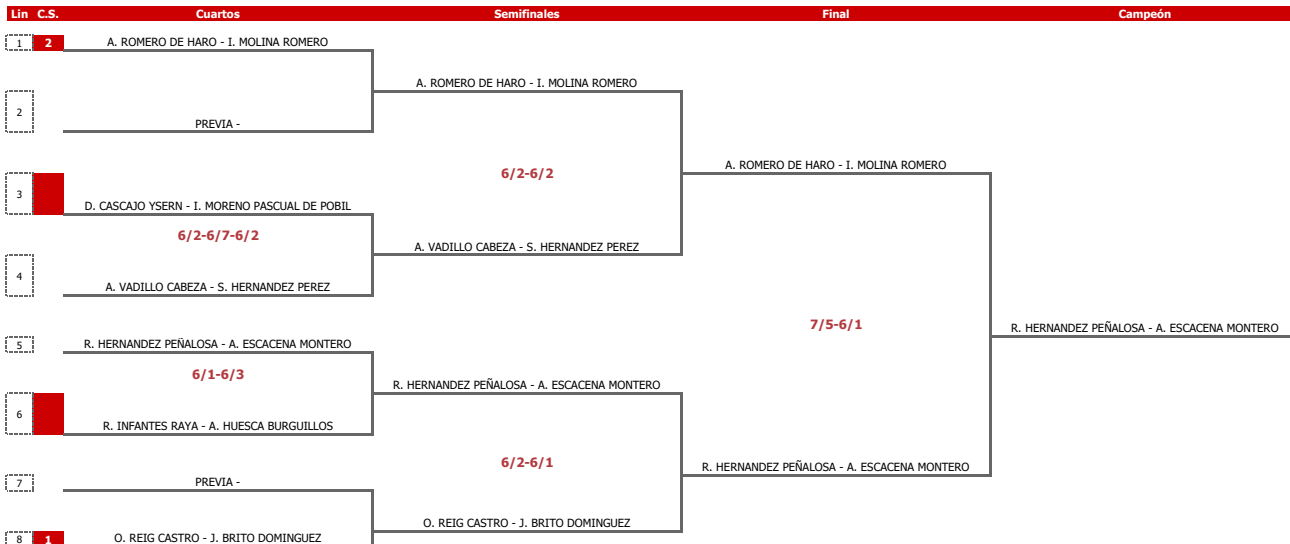 Lin C.S. Cuartos Semifinales Final Campeón
1 2 A. ROMERO DE HARO - I. MOLINA ROMERO
A. ROMERO DE HARO - I. MOLINA ROMERO
2 PREVIA -
6/2-6/2
A. ROMERO DE HARO - I. MOLINA ROMERO
3 D. CASCAJO YSERN - I. MORENO PASCUAL DE POBIL
6/2-6/7-6/2
A. VADILLO CABEZA - S. HERNANDEZ PEREZ
4 A. VADILLO CABEZA - S. HERNANDEZ PEREZ
7/5-6/1
R. HERNANDEZ PEÑALOSA - A. ESCACENA MONTERO
5 R. HERNANDEZ PEÑALOSA - A. ESCACENA MONTERO
6/1-6/3
R. HERNANDEZ PEÑALOSA - A. ESCACENA MONTERO
6 R. INFANTES RAYA - A. HUESCA BURGUILLOS
6/2-6/1
R. HERNANDEZ PEÑALOSA - A. ESCACENA MONTERO
7 PREVIA -
O. REIG CASTRO - J. BRITO DOMINGUEZ
8 1 O. REIG CASTRO - J. BRITO DOMINGUEZ